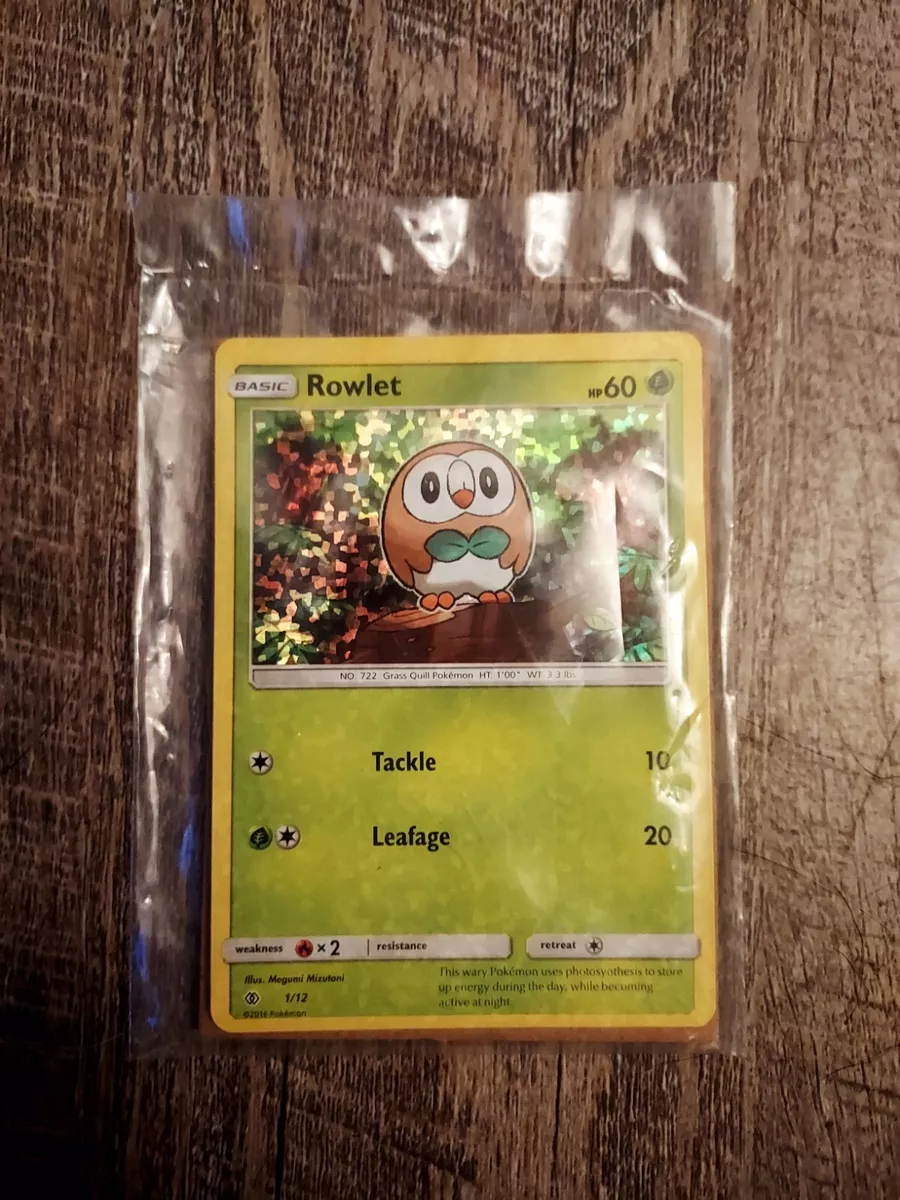 BASIC Rowlet HP60
NO. 722 Grass Quill Pokémon HT: 1'00" WT: 3.3 lbs
Tackle 10
Leafage 20
weakness ×2 resistance retreat
Illus. Megumi Mizutani
1/12
©2016 Pokémon
This wary Pokémon uses photosynthesis to store
up energy during the day, while becoming
active at night.